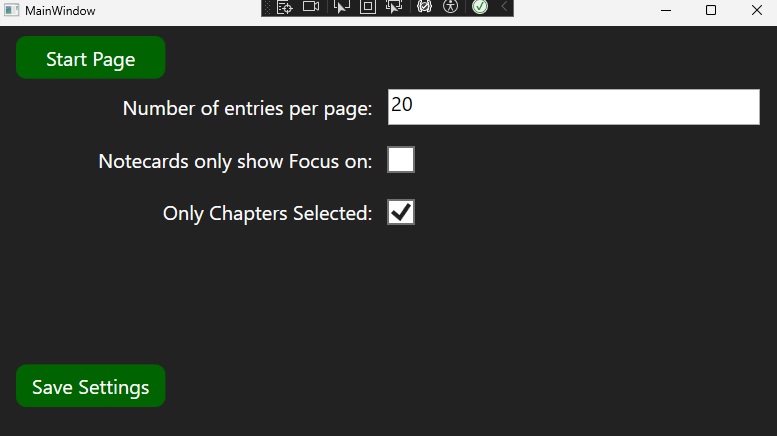 MainWindow
Start Page
Number of entries per page: 20
Notecards only show Focus on:
Only Chapters Selected:
Save Settings